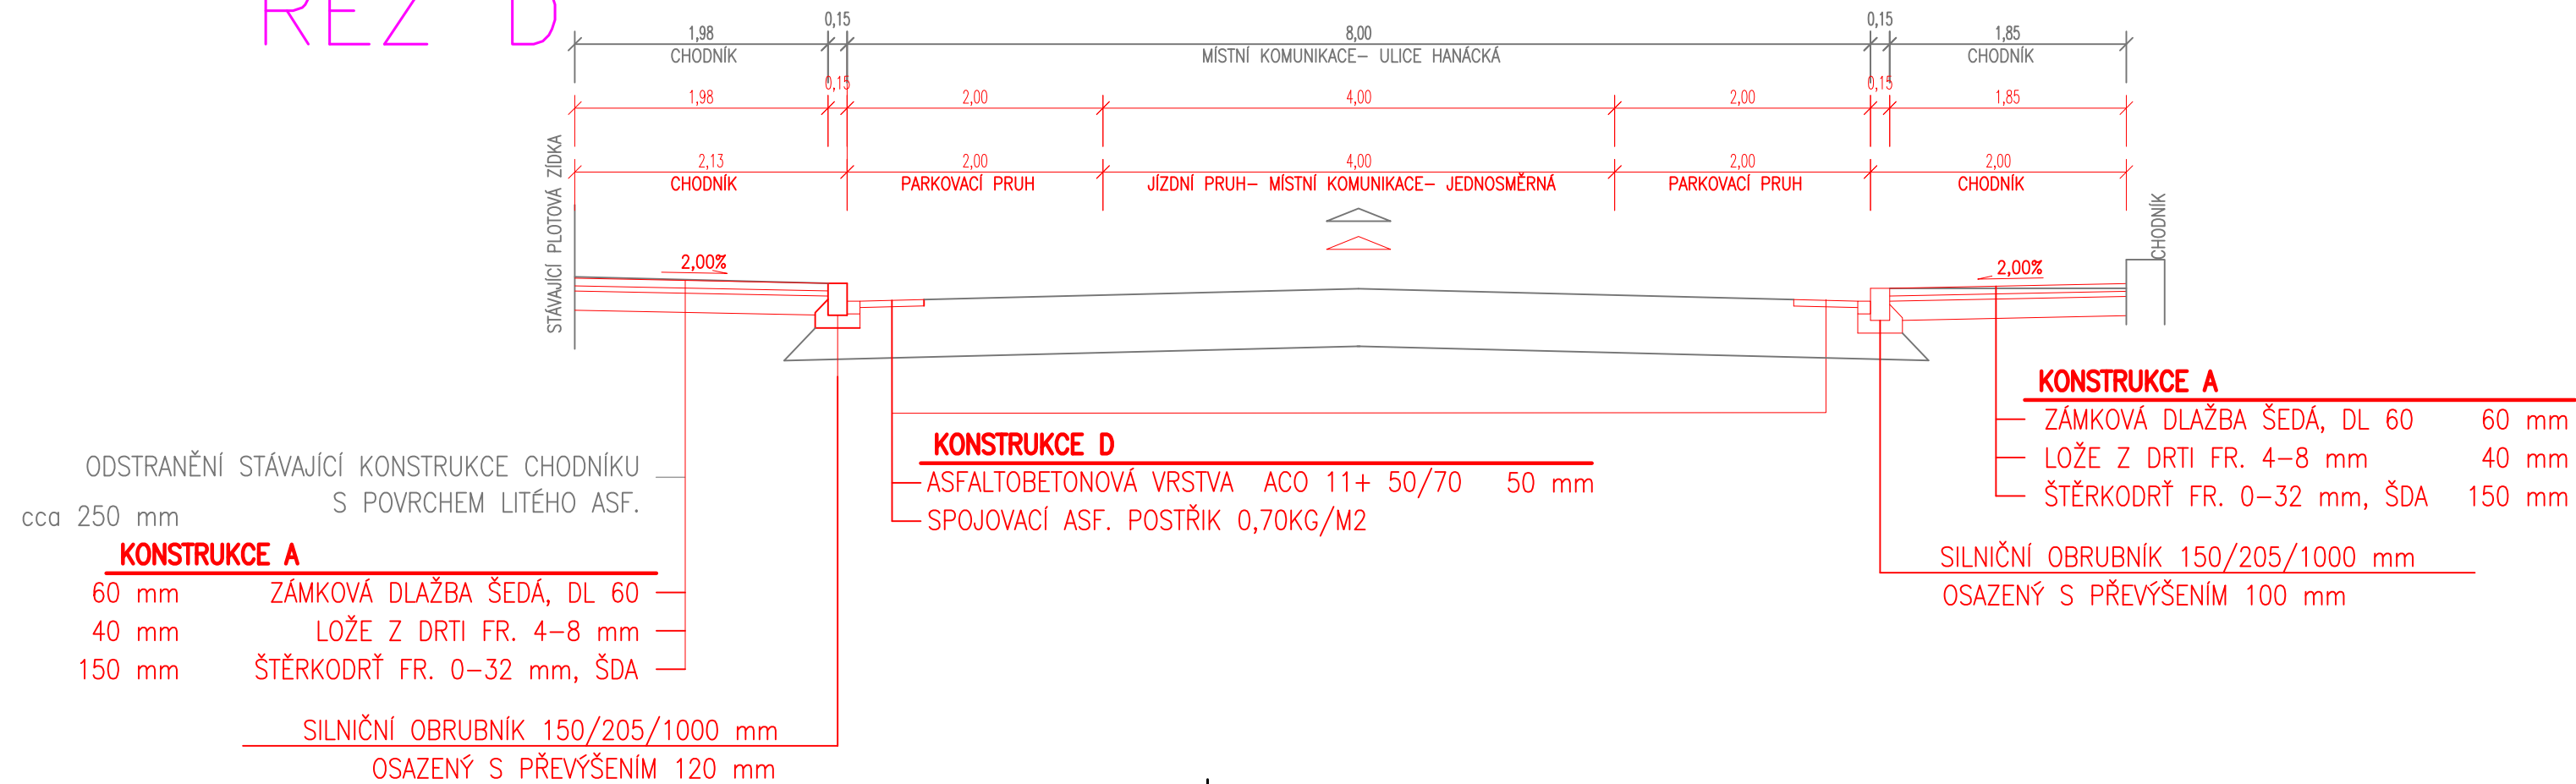 ŘEZ D
0,15 0,15
1,98 8,00 1,85
CHODNÍK MÍSTNÍ KOMUNIKACE– ULICE HANÁCKÁ CHODNÍK
0,15 0,15
1,98 2,00 4,00 2,00 1,85
2,13 2,00 4,00 2,00 2,00
CHODNÍK PARKOVACÍ PRUH JÍZDNÍ PRUH– MÍSTNÍ KOMUNIKACE– JEDNOSMĚRNÁ PARKOVACÍ PRUH CHODNÍK
STÁVAJÍCÍ PLOTOVÁ ZÍDKA
CHODNÍK
2,00% 2,00%
ODSTRANĚNÍ STÁVAJÍCÍ KONSTRUKCE CHODNÍKU
S POVRCHEM LITÉHO ASF.
cca 250 mm
KONSTRUKCE A
60 mm ZÁMKOVÁ DLAŽBA ŠEDÁ, DL 60
40 mm LOŽE Z DRTI FR. 4–8 mm
150 mm ŠTĚRKODRŤ FR. 0–32 mm, ŠDA
SILNIČNÍ OBRUBNÍK 150/205/1000 mm
OSAZENÝ S PŘEVÝŠENÍM 120 mm
KONSTRUKCE D
ASFALTOBETONOVÁ VRSTVA ACO 11+ 50/70 50 mm
SPOJOVACÍ ASF. POSTŘIK 0,70KG/M2
KONSTRUKCE A
ZÁMKOVÁ DLAŽBA ŠEDÁ, DL 60 60 mm
LOŽE Z DRTI FR. 4–8 mm 40 mm
ŠTĚRKODRŤ FR. 0–32 mm, ŠDA 150 mm
SILNIČNÍ OBRUBNÍK 150/205/1000 mm
OSAZENÝ S PŘEVÝŠENÍM 100 mm